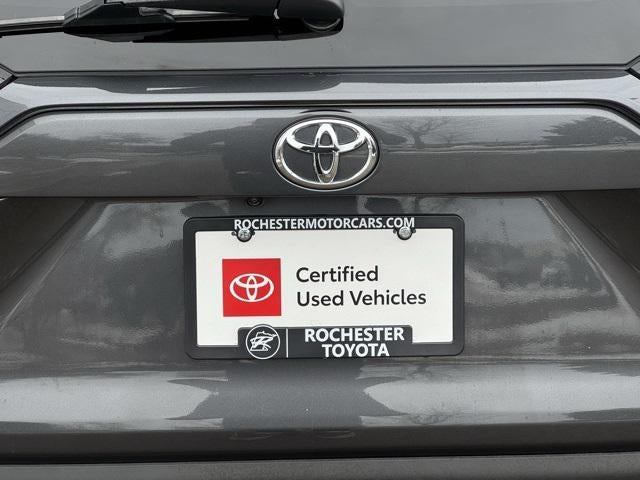 ROCHESTERMOTORCARS.COM
Certified
Used Vehicles
ROCHESTER
TOYOTA